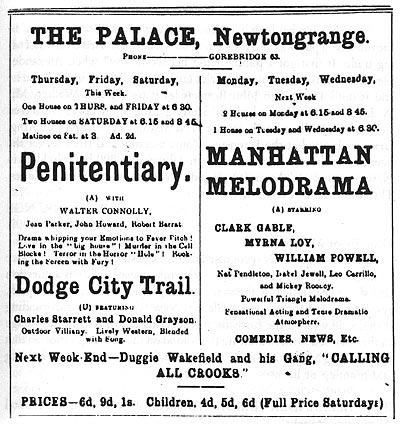 THE PALACE, Newtongrange.
PHONE—GOREBRIDGE 63.
Thursday, Friday, Saturday,
This Week.
One House on THURS. and FRIDAY at 6 30.
Two Houses on SATURDAY at 6.15 and 8 45.
Matinee on Sat. at 3 Ad. 2d.
Penitentiary.
(A) WITH
WALTER CONNOLLY,
Jean Parker, John Howard, Robert Barrat.
Drama whipping your Emotions to Fever Pitch!
Love in the "big house"! Murder in the Cell
Blocks! Terror in the Horror "Hole"! Rock-
ing the Screen with Fury!
Dodge City Trail.
(U) FEATURING
Charles Starrett and Donald Grayson.
Outdoor Villiany. Lively Western, Blended
with Song.
Monday, Tuesday, Wednesday,
Next Week
2 Houses on Monday at 6.15 and 8 45.
1 House on Tuesday and Wednesday at 6 30.
MANHATTAN
MELODRAMA
(A) STARRING
CLARK GABLE,
MYRNA LOY,
WILLIAM POWELL,
Nat Pendleton, Isabel Jewell, Leo Carrillo,
and Mickey Rooney.
Powerful Triangle Melodrama.
Sensational Acting and Tense Dramatic
Atmosphere.
COMEDIES, NEWS, Etc.
Next Week-End—Duggie Wakefield and his Gang, "CALLING
ALL CROOKS."
PRICES—6d, 9d, 1s. Children, 4d, 5d, 6d (Full Price Saturdays)